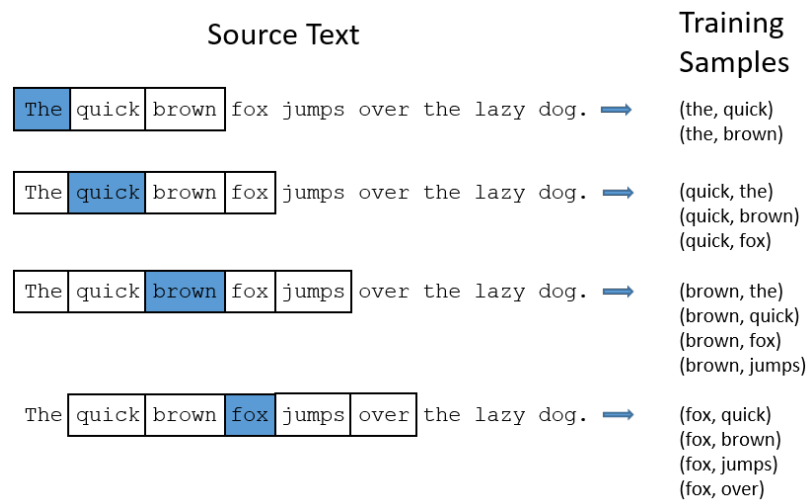 Source Text
Training
Samples
The quick brown fox jumps over the lazy dog.
(the, quick)
(the, brown)
The quick brown fox jumps over the lazy dog.
(quick, the)
(quick, brown)
(quick, fox)
The quick brown fox jumps over the lazy dog.
(brown, the)
(brown, quick)
(brown, fox)
(brown, jumps)
The quick brown fox jumps over the lazy dog.
(fox, quick)
(fox, brown)
(fox, jumps)
(fox, over)